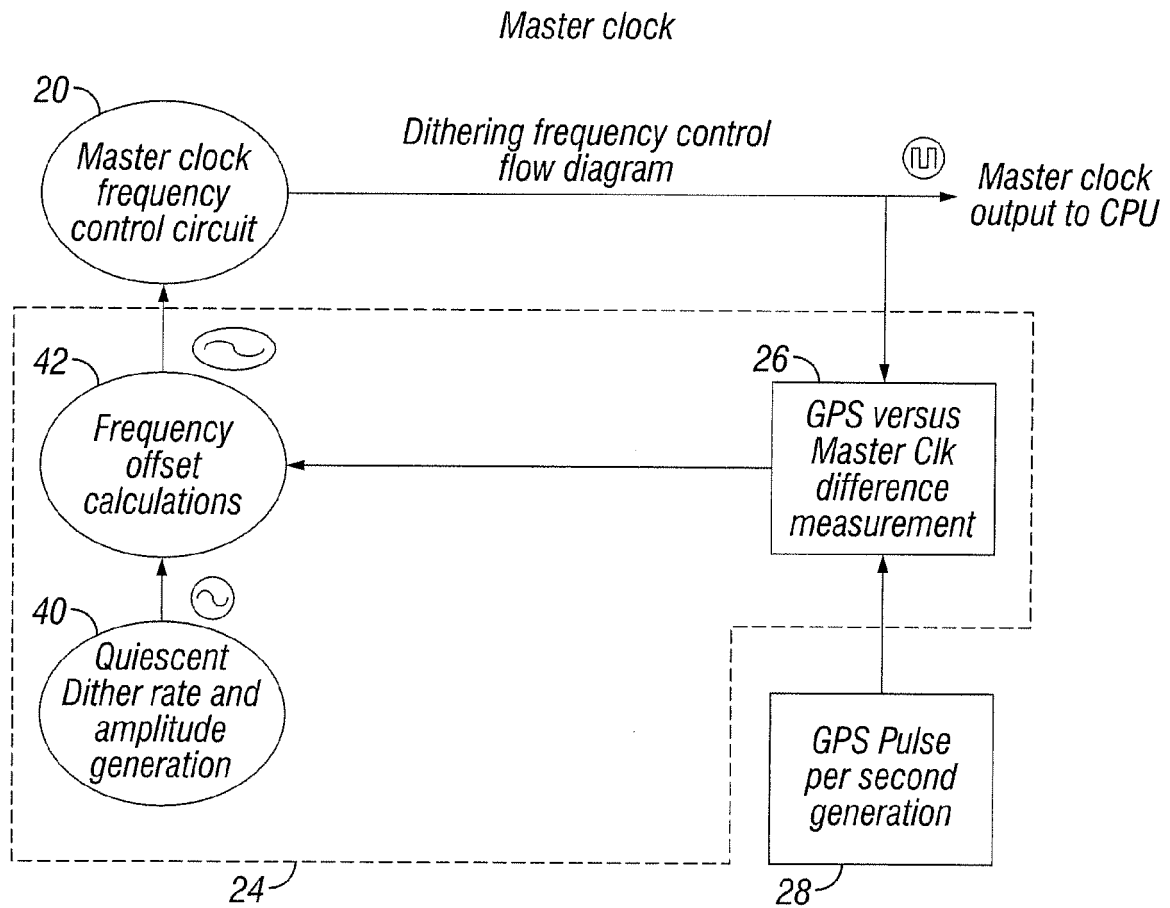 Master clock
20
Master clock
frequency
control circuit
Dithering frequency control
flow diagram
Master clock
output to CPU
42
Frequency
offset
calculations
26
GPS versus
Master Clk
difference
measurement
40
Quiescent
Dither rate and
amplitude
generation
GPS Pulse
per second
generation
24
28